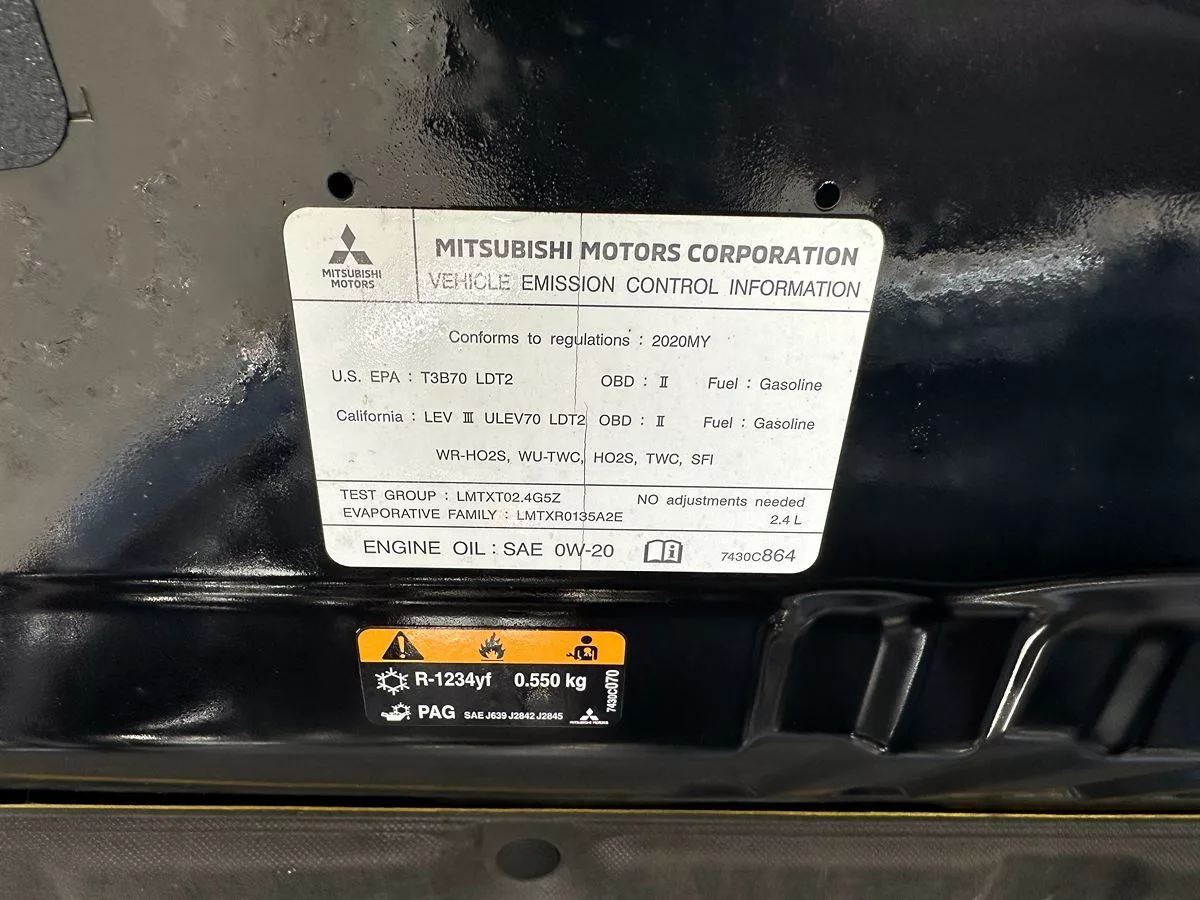 MITSUBISHI MOTORS CORPORATION
MITSUBISHI
MOTORS
VEHICLE EMISSION CONTROL INFORMATION
Conforms to regulations : 2020MY
U.S. EPA : T3B70 LDT2 OBD : Ⅱ Fuel : Gasoline
California : LEV Ⅲ ULEV70 LDT2 OBD : Ⅱ Fuel : Gasoline
WR-HO2S, WU-TWC, HO2S, TWC, SFI
TEST GROUP : LMTXT02.4G5Z NO adjustments needed
EVAPORATIVE FAMILY : LMTXR0135A2E 2.4 L
ENGINE OIL : SAE 0W-20 7430C864
R-1234yf 0.550 kg
PAG SAE J639 J2842 J2845
MITSUBISHI MOTORS
7430C070